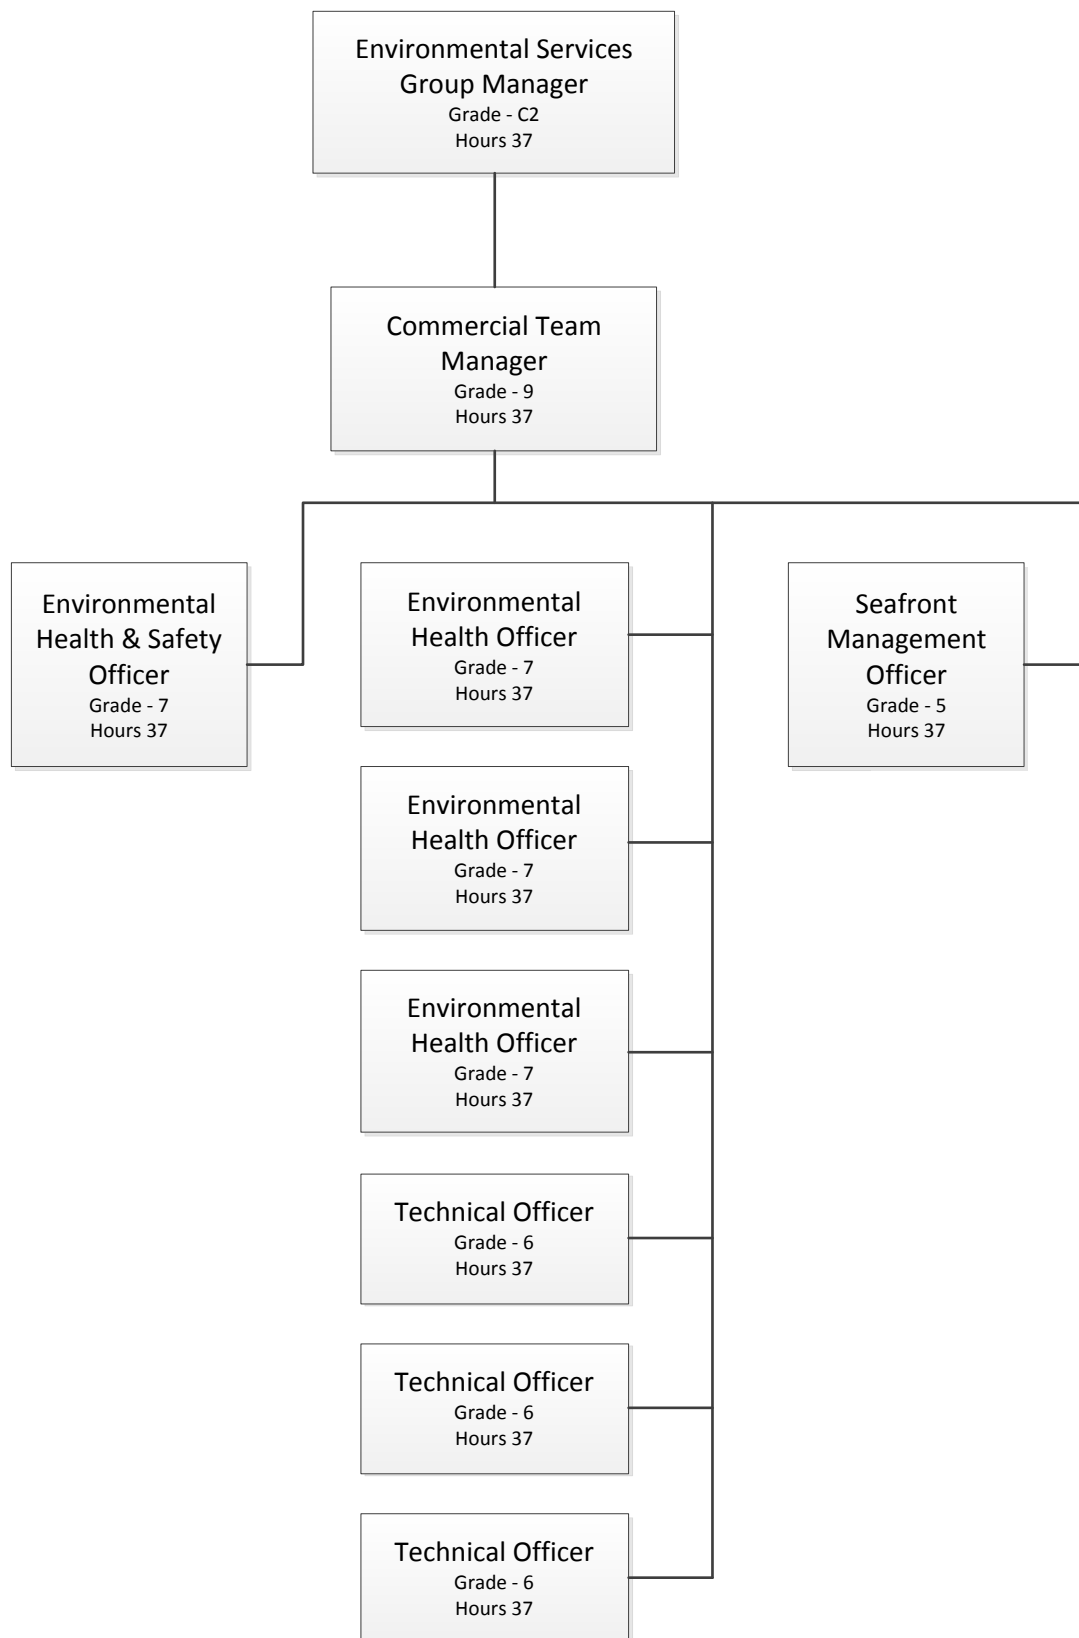 Environmental Services
Group Manager
Grade - C2
Hours 37
Commercial Team
Manager
Grade - 9
Hours 37
Environmental
Health & Safety
Officer
Grade - 7
Hours 37
Environmental
Health Officer
Grade - 7
Hours 37
Seafront
Management
Officer
Grade - 5
Hours 37
Environmental
Health Officer
Grade - 7
Hours 37
Environmental
Health Officer
Grade - 7
Hours 37
Technical Officer
Grade - 6
Hours 37
Technical Officer
Grade - 6
Hours 37
Technical Officer
Grade - 6
Hours 37